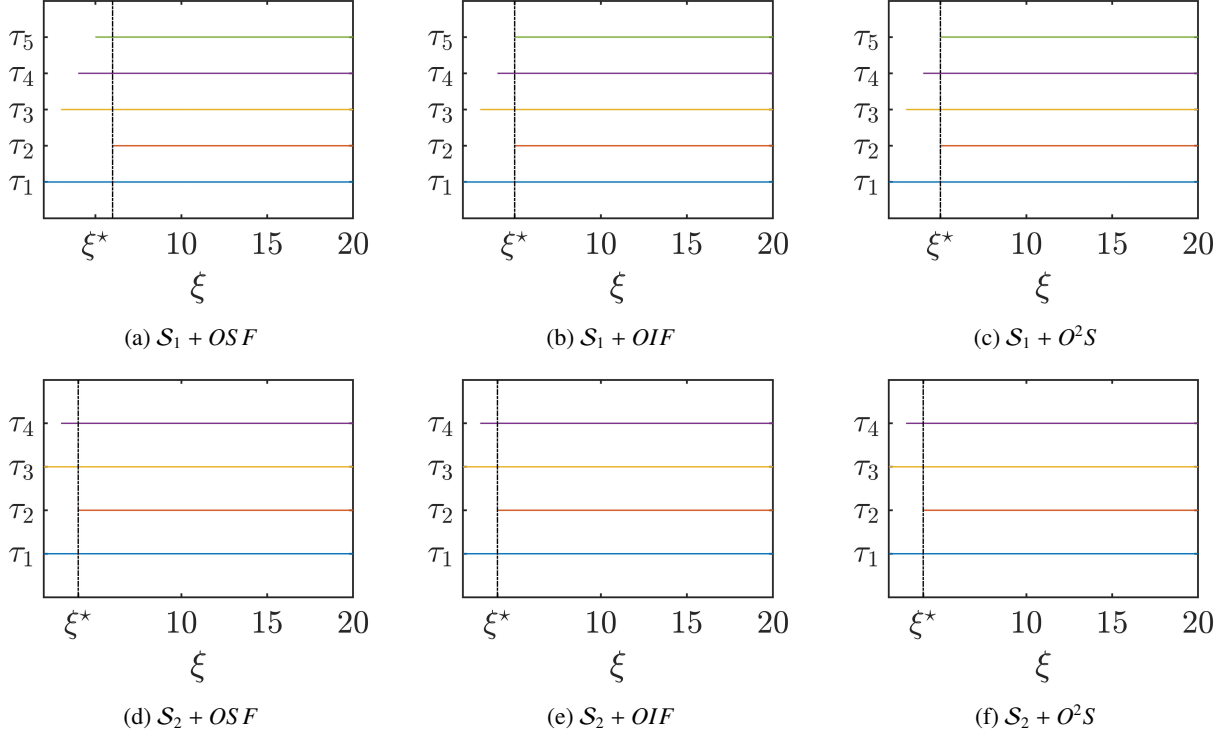 τ5 τ5 τ5
τ4 τ4 τ4
τ3 τ3 τ3
τ2 τ2 τ2
τ1 τ1 τ1
ξ⋆ 10 15 20 ξ⋆ 10 15 20 ξ⋆ 10 15 20
ξ ξ ξ
(a) S1 + OSF (b) S1 + OIF (c) S1 + O²S
τ4 τ4 τ4
τ3 τ3 τ3
τ2 τ2 τ2
τ1 τ1 τ1
ξ⋆ 10 15 20 ξ⋆ 10 15 20 ξ⋆ 10 15 20
ξ ξ ξ
(d) S2 + OSF (e) S2 + OIF (f) S2 + O²S